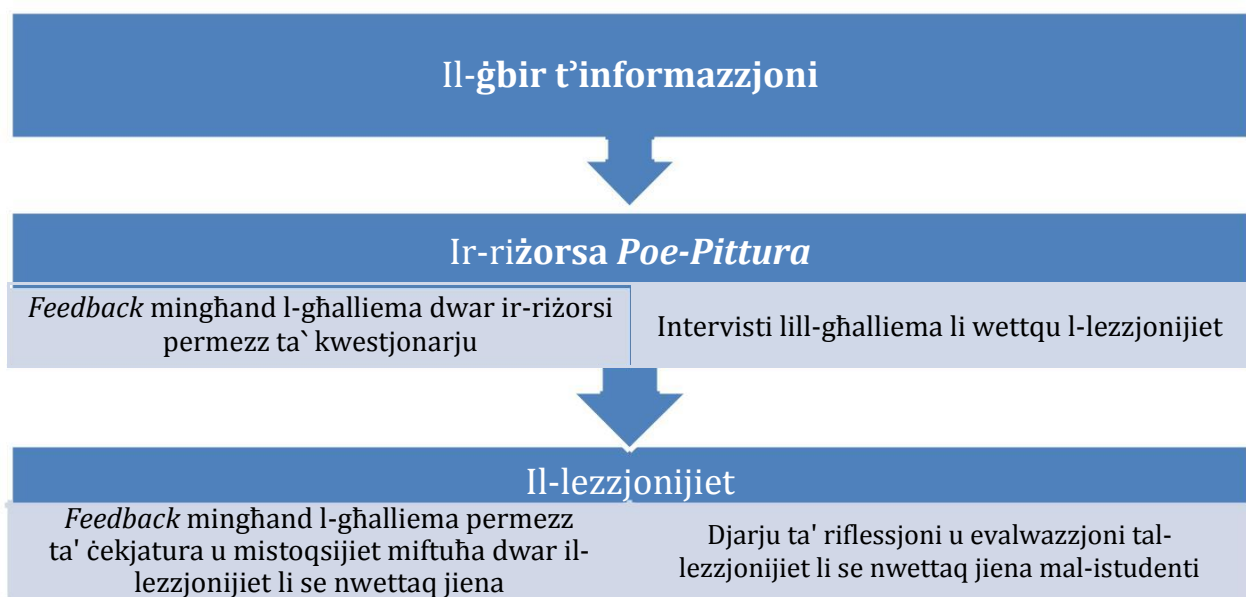 Il-ġbir t’informazzjoni
Ir-riżorsa Poe-Pittura
Feedback mingħand l-għalliema dwar ir-riżorsi
permezz ta` kwestjonarju
Intervisti lill-għalliema li wettqu l-lezzjonijiet
Il-lezzjonijiet
Feedback mingħand l-għalliema permezz
ta' ċekjatura u mistoqsijiet miftuħa dwar il-
lezzjonijiet li se nwettaq jiena
Djarju ta' riflessjoni u evalwazzjoni tal-
lezzjonijiet li se nwettaq jiena mal-istudenti